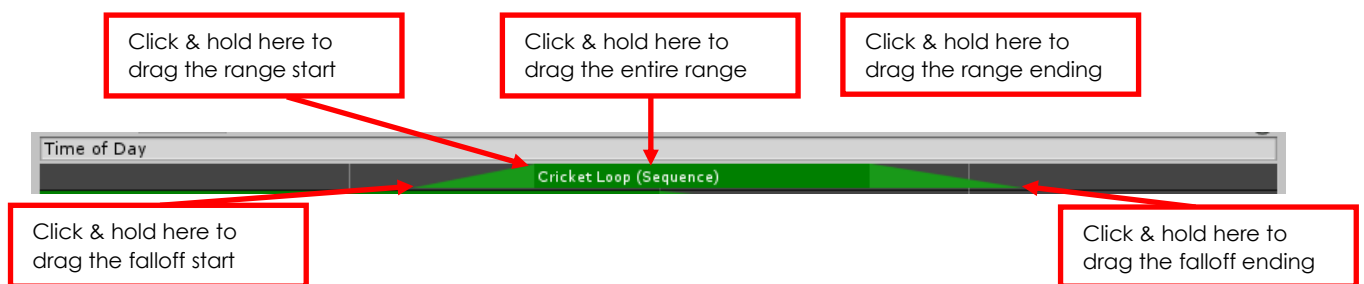 Click & hold here to
drag the range start
Click & hold here to
drag the entire range
Click & hold here to
drag the range ending
Time of Day
Cricket Loop (Sequence)
Click & hold here to
drag the falloff start
Click & hold here to
drag the falloff ending